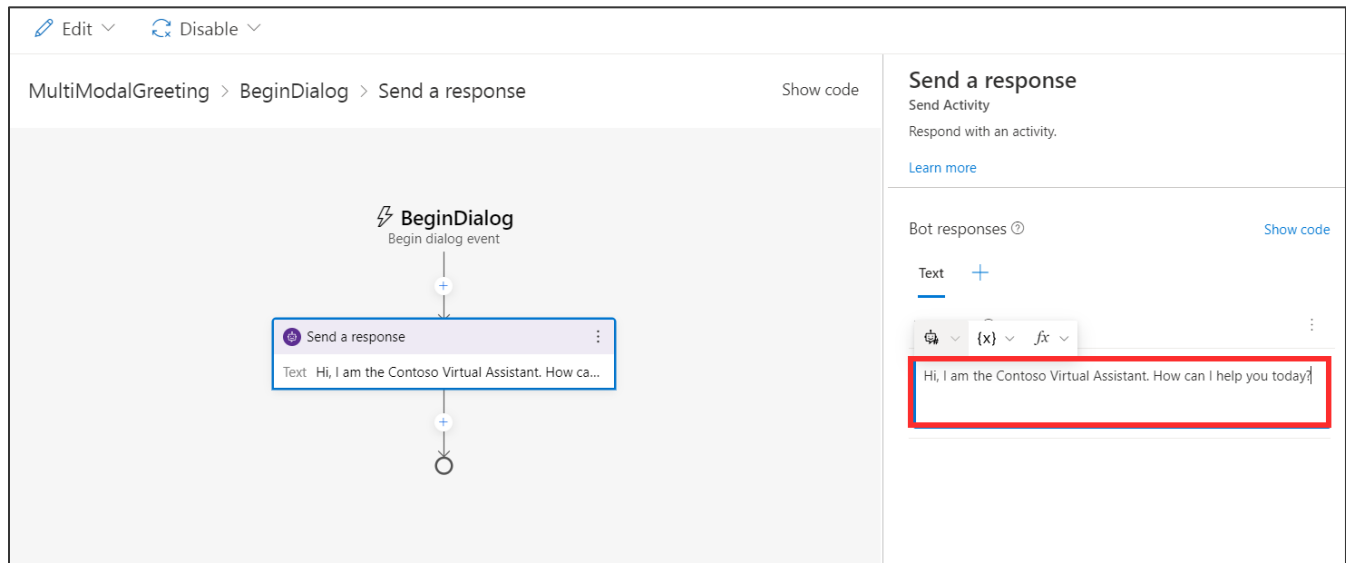 Edit Disable
MultiModalGreeting > BeginDialog > Send a response Show code
BeginDialog
Begin dialog event
Send a response
Text Hi, I am the Contoso Virtual Assistant. How ca...
Send a response
Send Activity
Respond with an activity.
Learn more
Bot responses Show code
Text
{x} fx
Hi, I am the Contoso Virtual Assistant. How can I help you today?